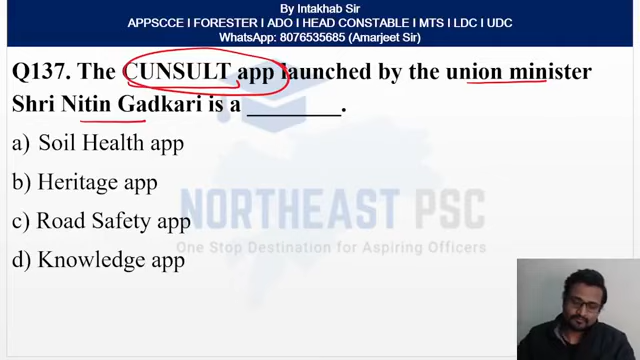 By Intakhab Sir
APPSCCE I FORESTER I ADO I HEAD CONSTABLE I MTS I LDC I UDC
WhatsApp: 8076535685 (Amarjeet Sir)
Q137. The CUNSULT app launched by the union minister
Shri Nitin Gadkari is a ________.
a) Soil Health app
b) Heritage app
c) Road Safety app
d) Knowledge app
NORTHEAST PSC
One Stop Destination for Aspiring Officers